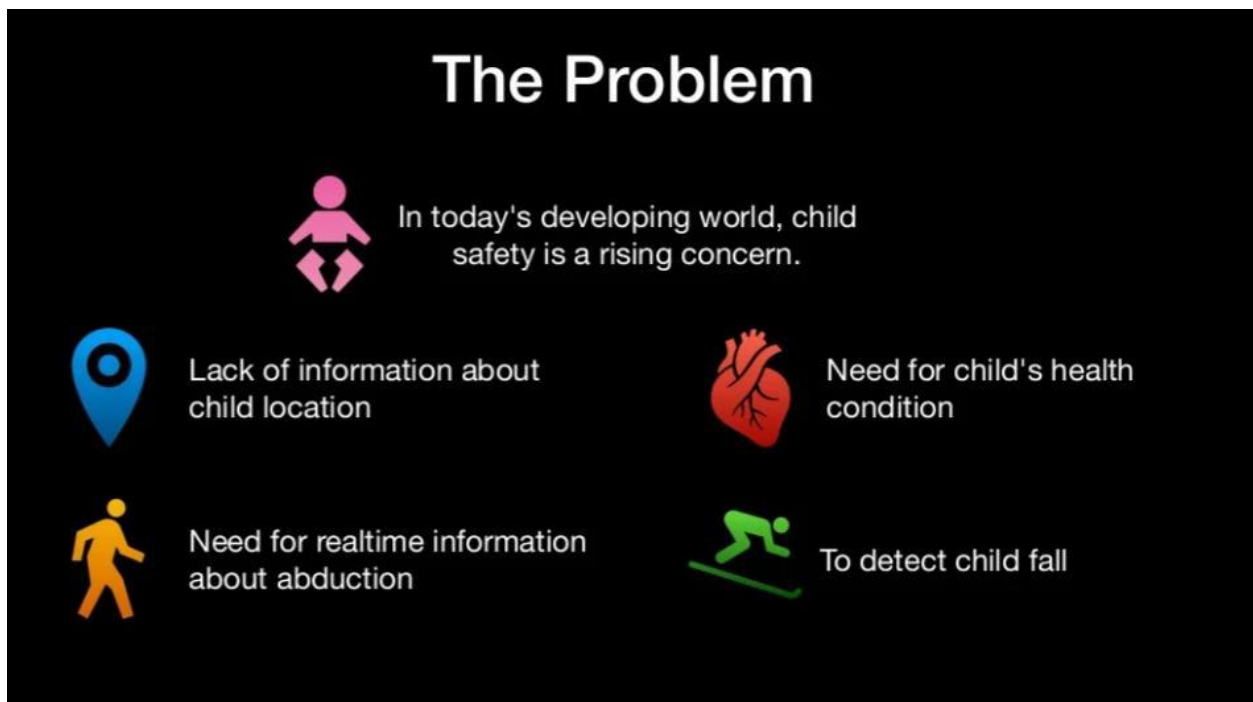 The Problem
In today's developing world, child
safety is a rising concern.
Lack of information about
child location
Need for child's health
condition
Need for realtime information
about abduction
To detect child fall